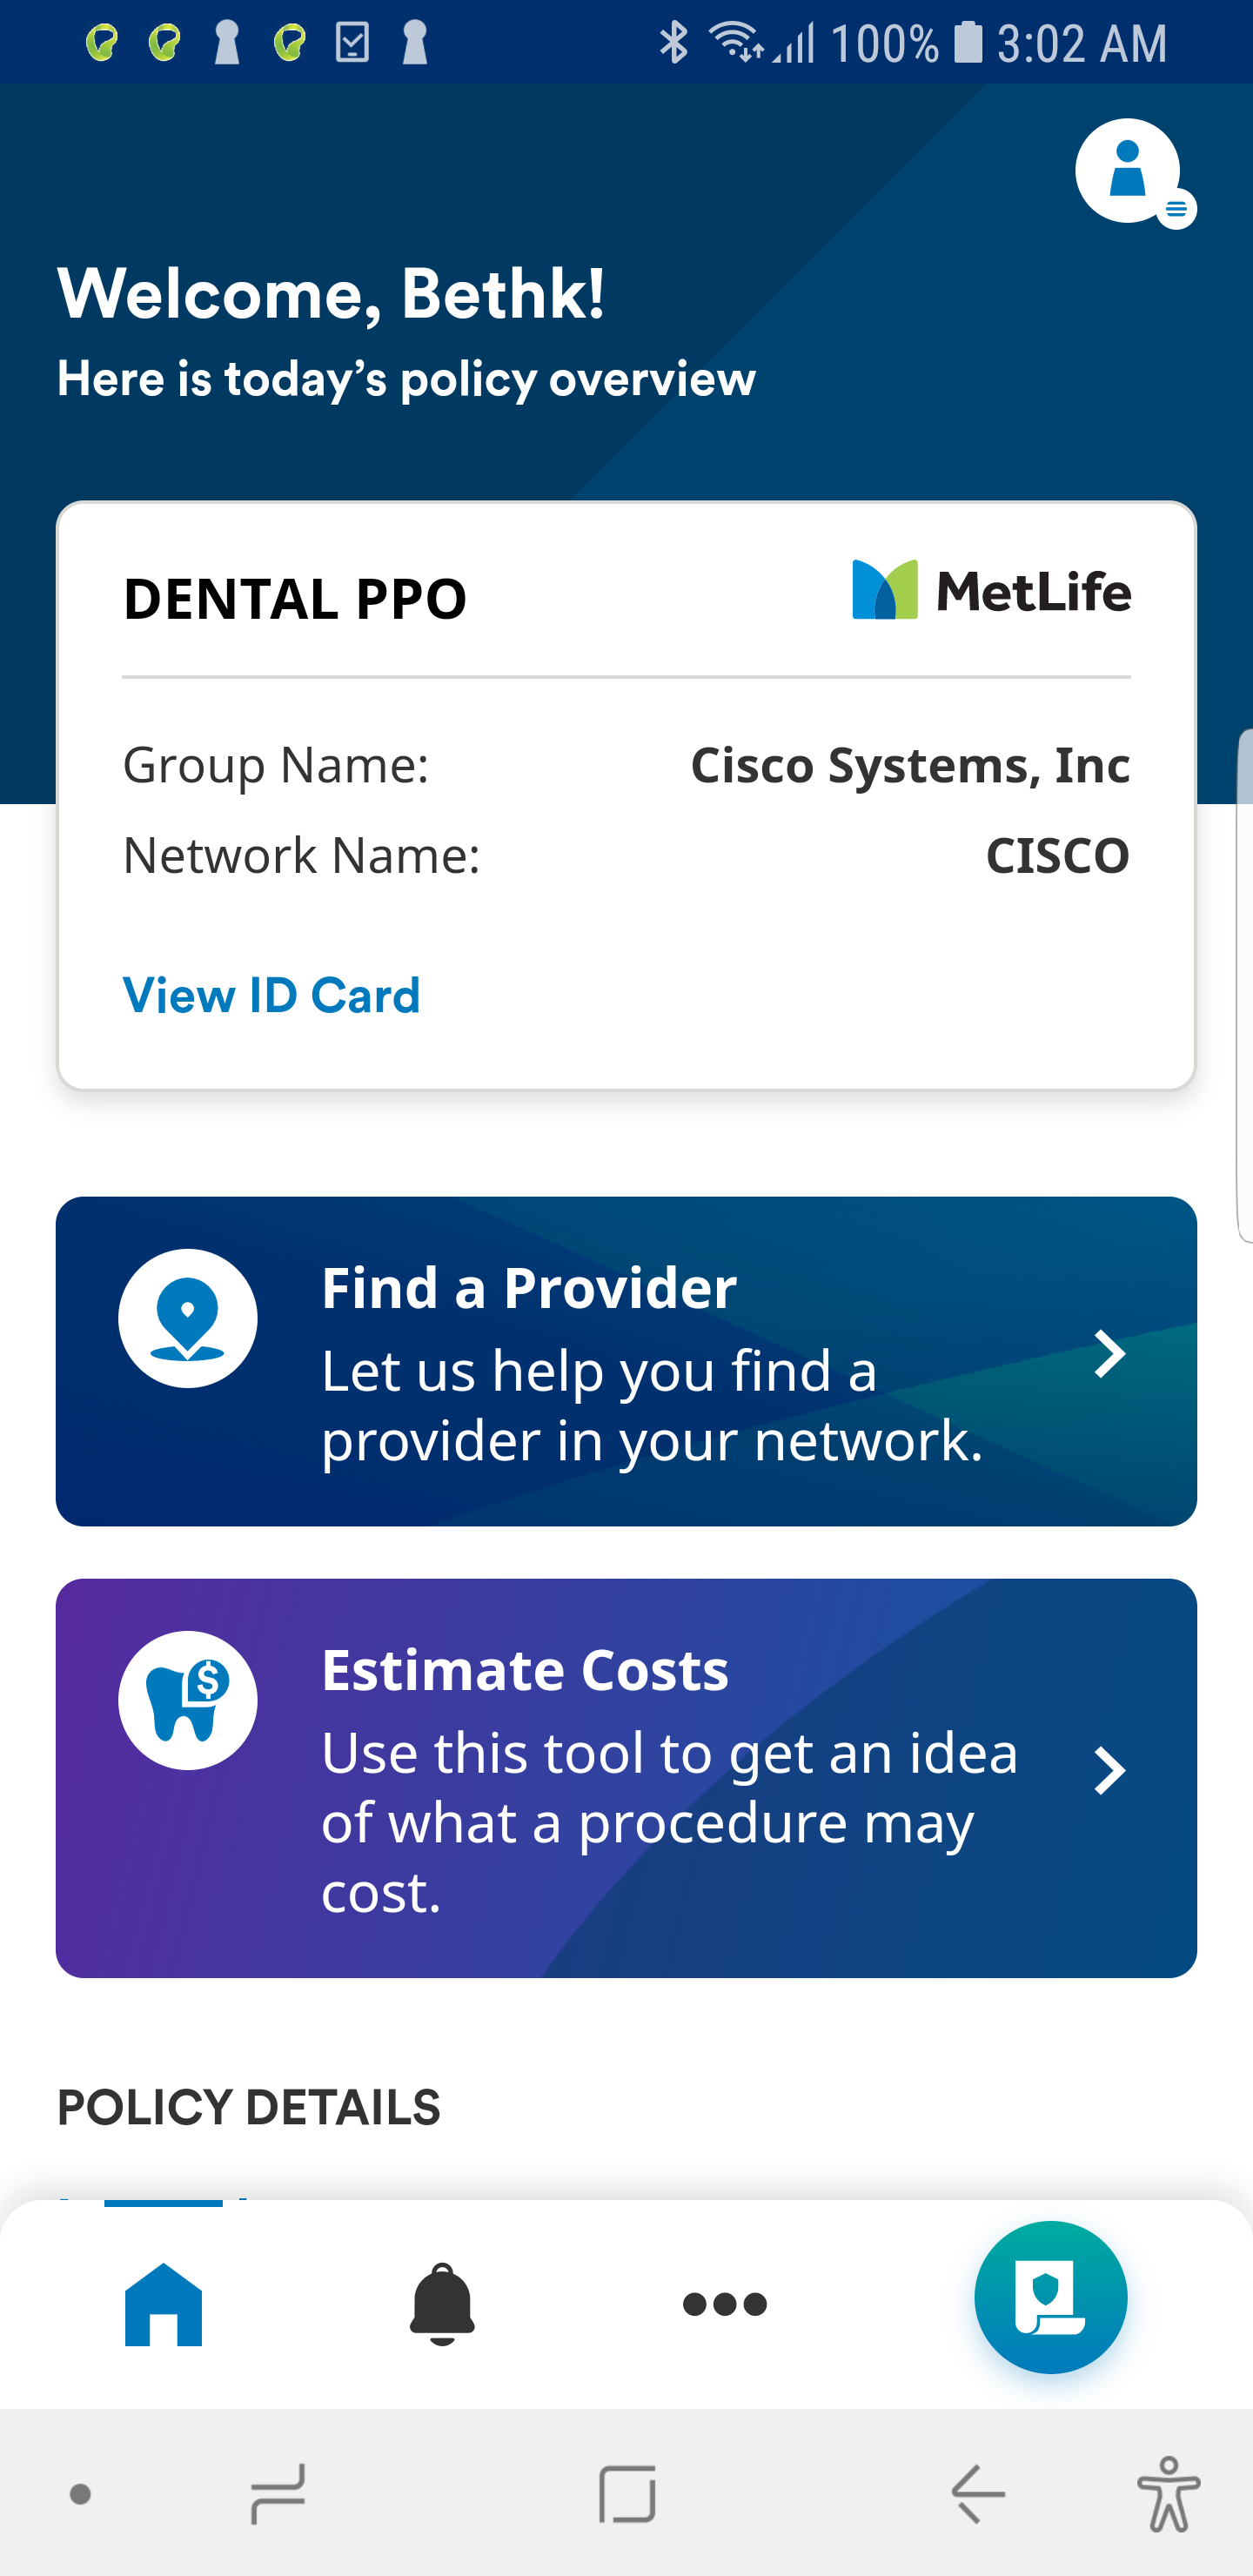 100% 3:02 AM
Welcome, Bethk!
Here is today's policy overview
DENTAL PPO
MetLife
Group Name: Cisco Systems, Inc
Network Name: CISCO
View ID Card
Find a Provider
Let us help you find a
provider in your network.
$
Estimate Costs
Use this tool to get an idea
of what a procedure may
cost.
POLICY DETAILS